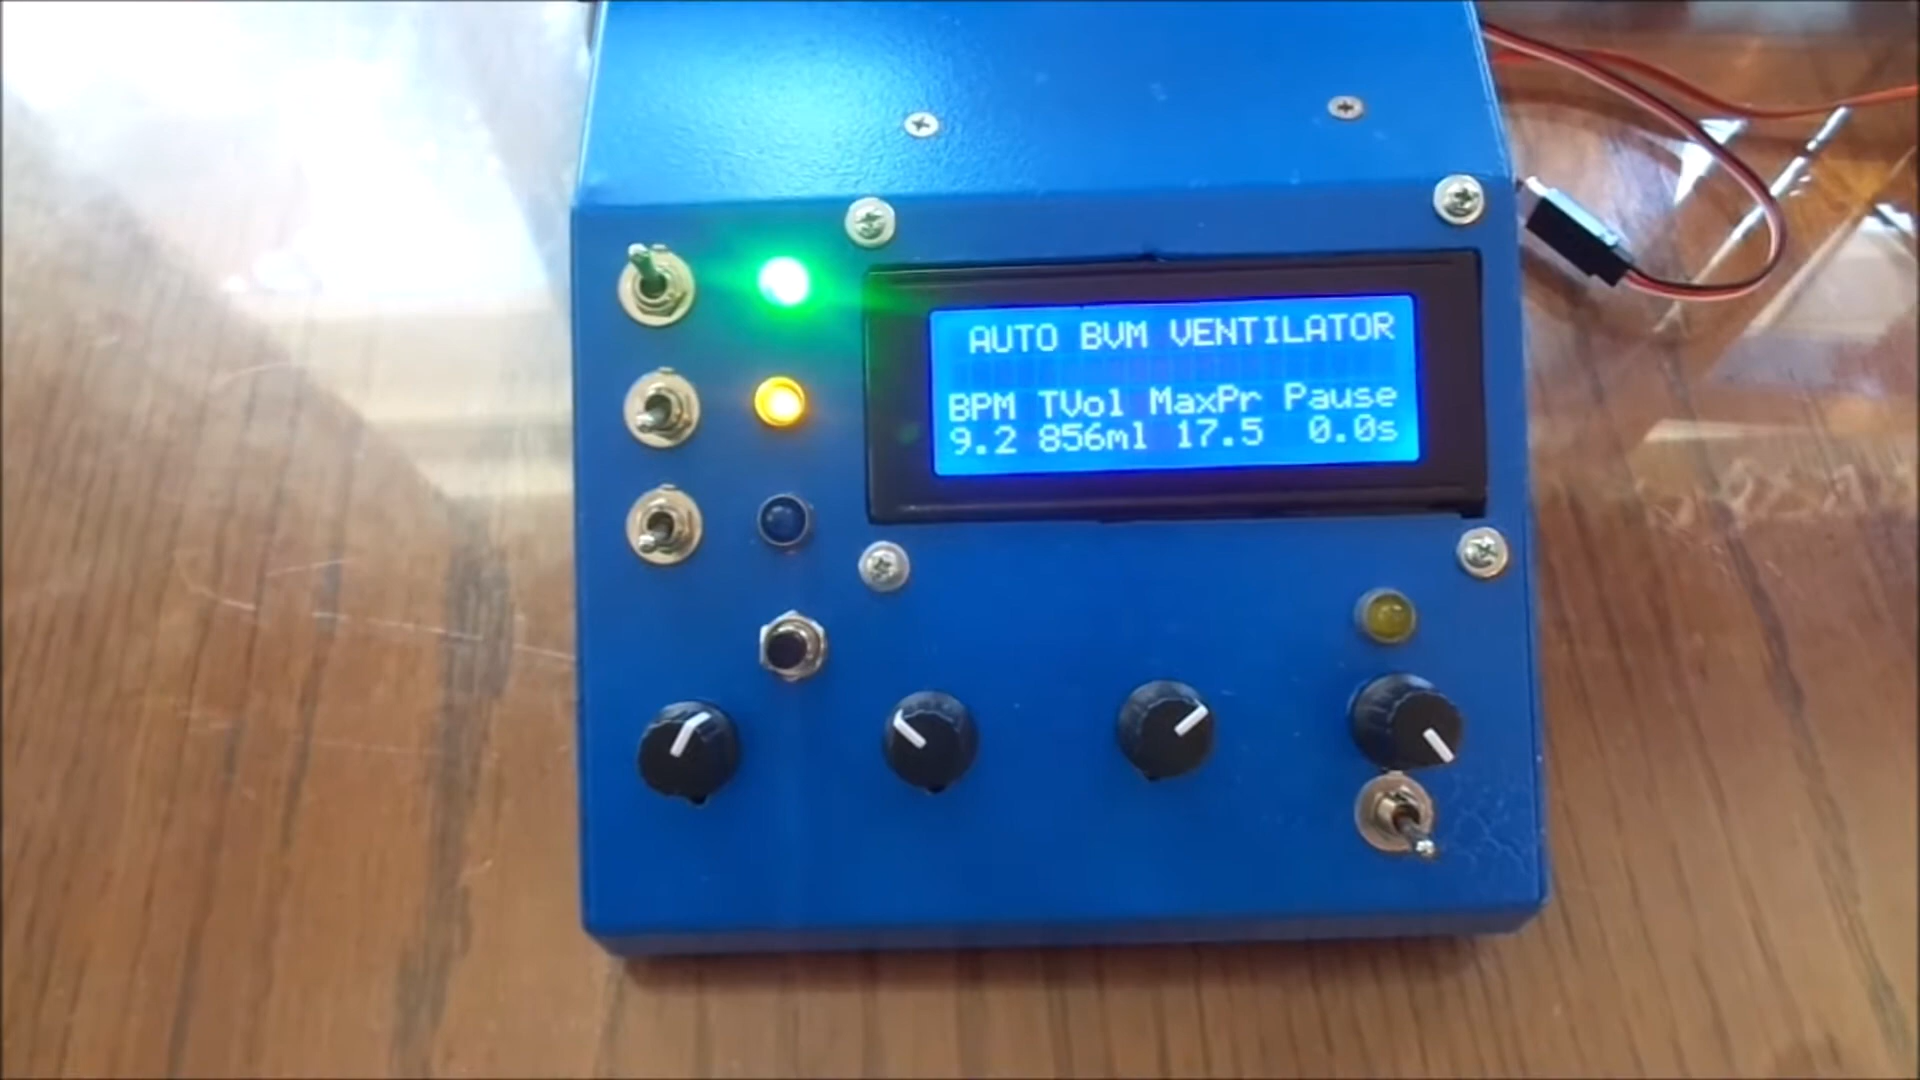 AUTO BVM VENTILATOR
BPM TVol MaxPr Pause
9.2 856ml 17.5 0.0s